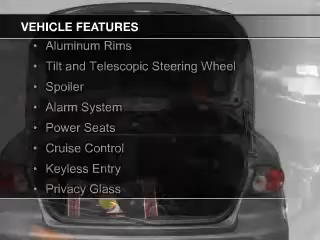 VEHICLE FEATURES
• Aluminum Rims
• Tilt and Telescopic Steering Wheel
• Spoiler
• Alarm System
• Power Seats
• Cruise Control
• Keyless Entry
• Privacy Glass